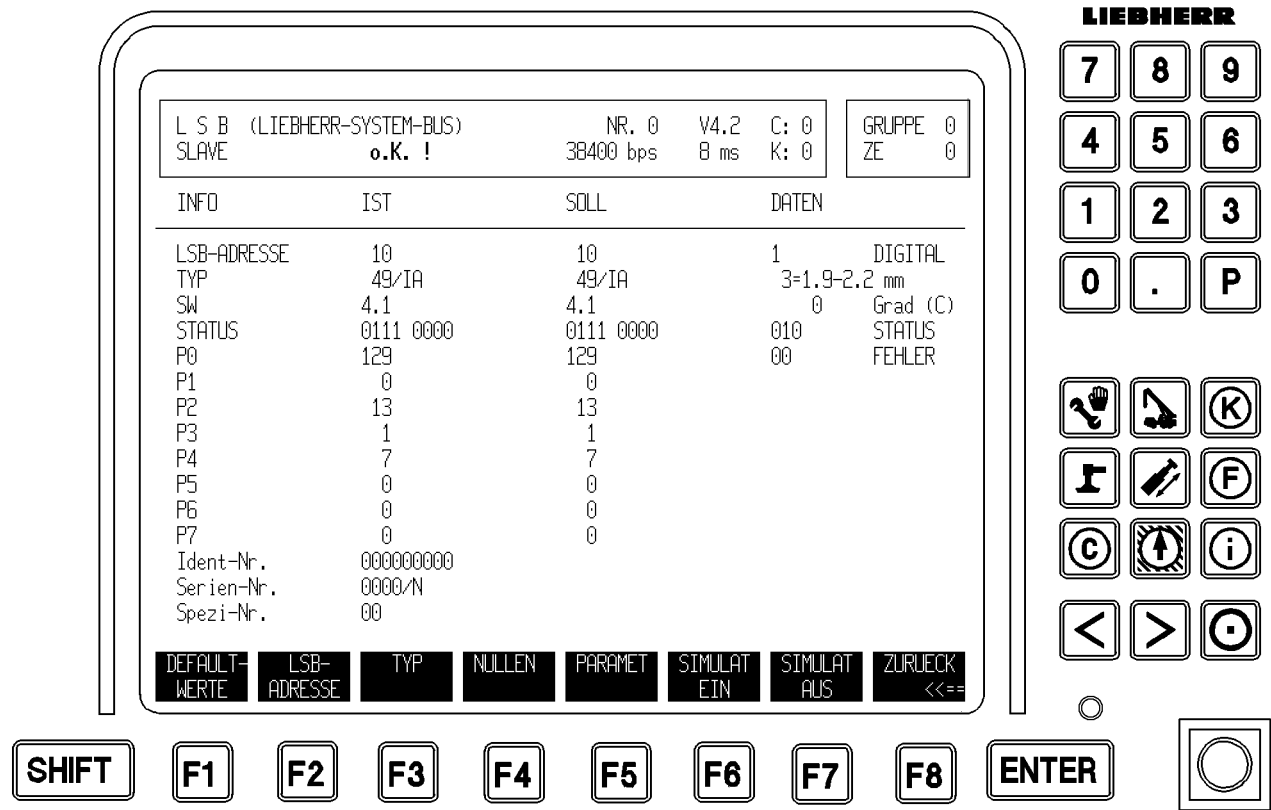 LIEBHERR
L S B (LIEBHERR-SYSTEM-BUS) NR. 0 V4.2 C: 0 GRUPPE 0
SLAVE o.K. ! 38400 bps 8 ms K: 0 ZE 0
INFO IST SOLL DATEN
LSB-ADRESSE 10 10 1 DIGITAL
TYP 49/IA 49/IA 3=1.9-2.2 mm
SW 4.1 4.1 0 Grad (C)
STATUS 0111 0000 0111 0000 010 STATUS
P0 129 129 00 FEHLER
P1 0 0
P2 13 13
P3 1 1
P4 7 7
P5 0 0
P6 0 0
P7 0 0
Ident-Nr. 000000000
Serien-Nr. 0000/N
Spezi-Nr. 00
DEFAULT- LSB- TYP NULLEN PARAMET SIMULAT SIMULAT ZURUECK
WERTE ADRESSE EIN AUS <<==
7 8 9
4 5 6
1 2 3
0 . P
K
F
C i
< >
SHIFT F1 F2 F3 F4 F5 F6 F7 F8 ENTER